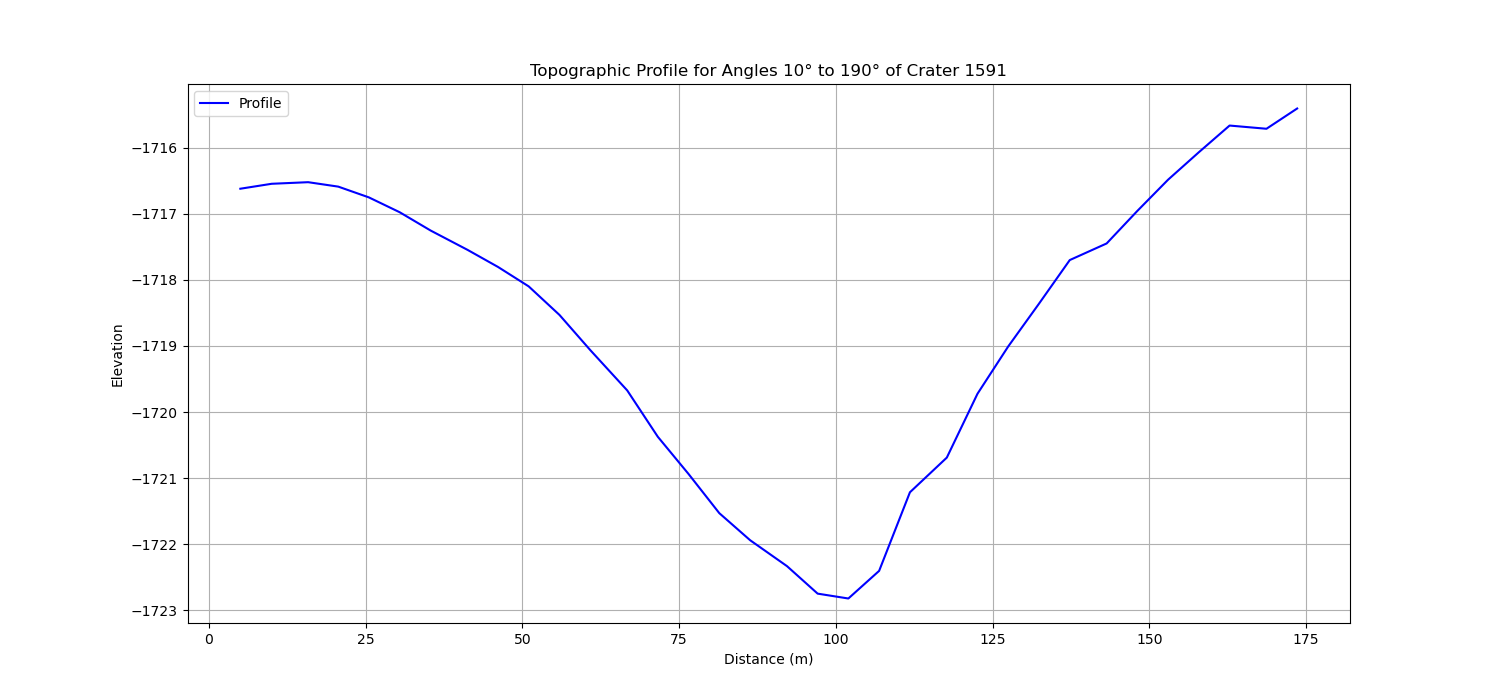 Topographic Profile for Angles 10° to 190° of Crater 1591
Profile
Elevation
−1716
−1717
−1718
−1719
−1720
−1721
−1722
−1723
0 25 50 75 100 125 150 175
Distance (m)